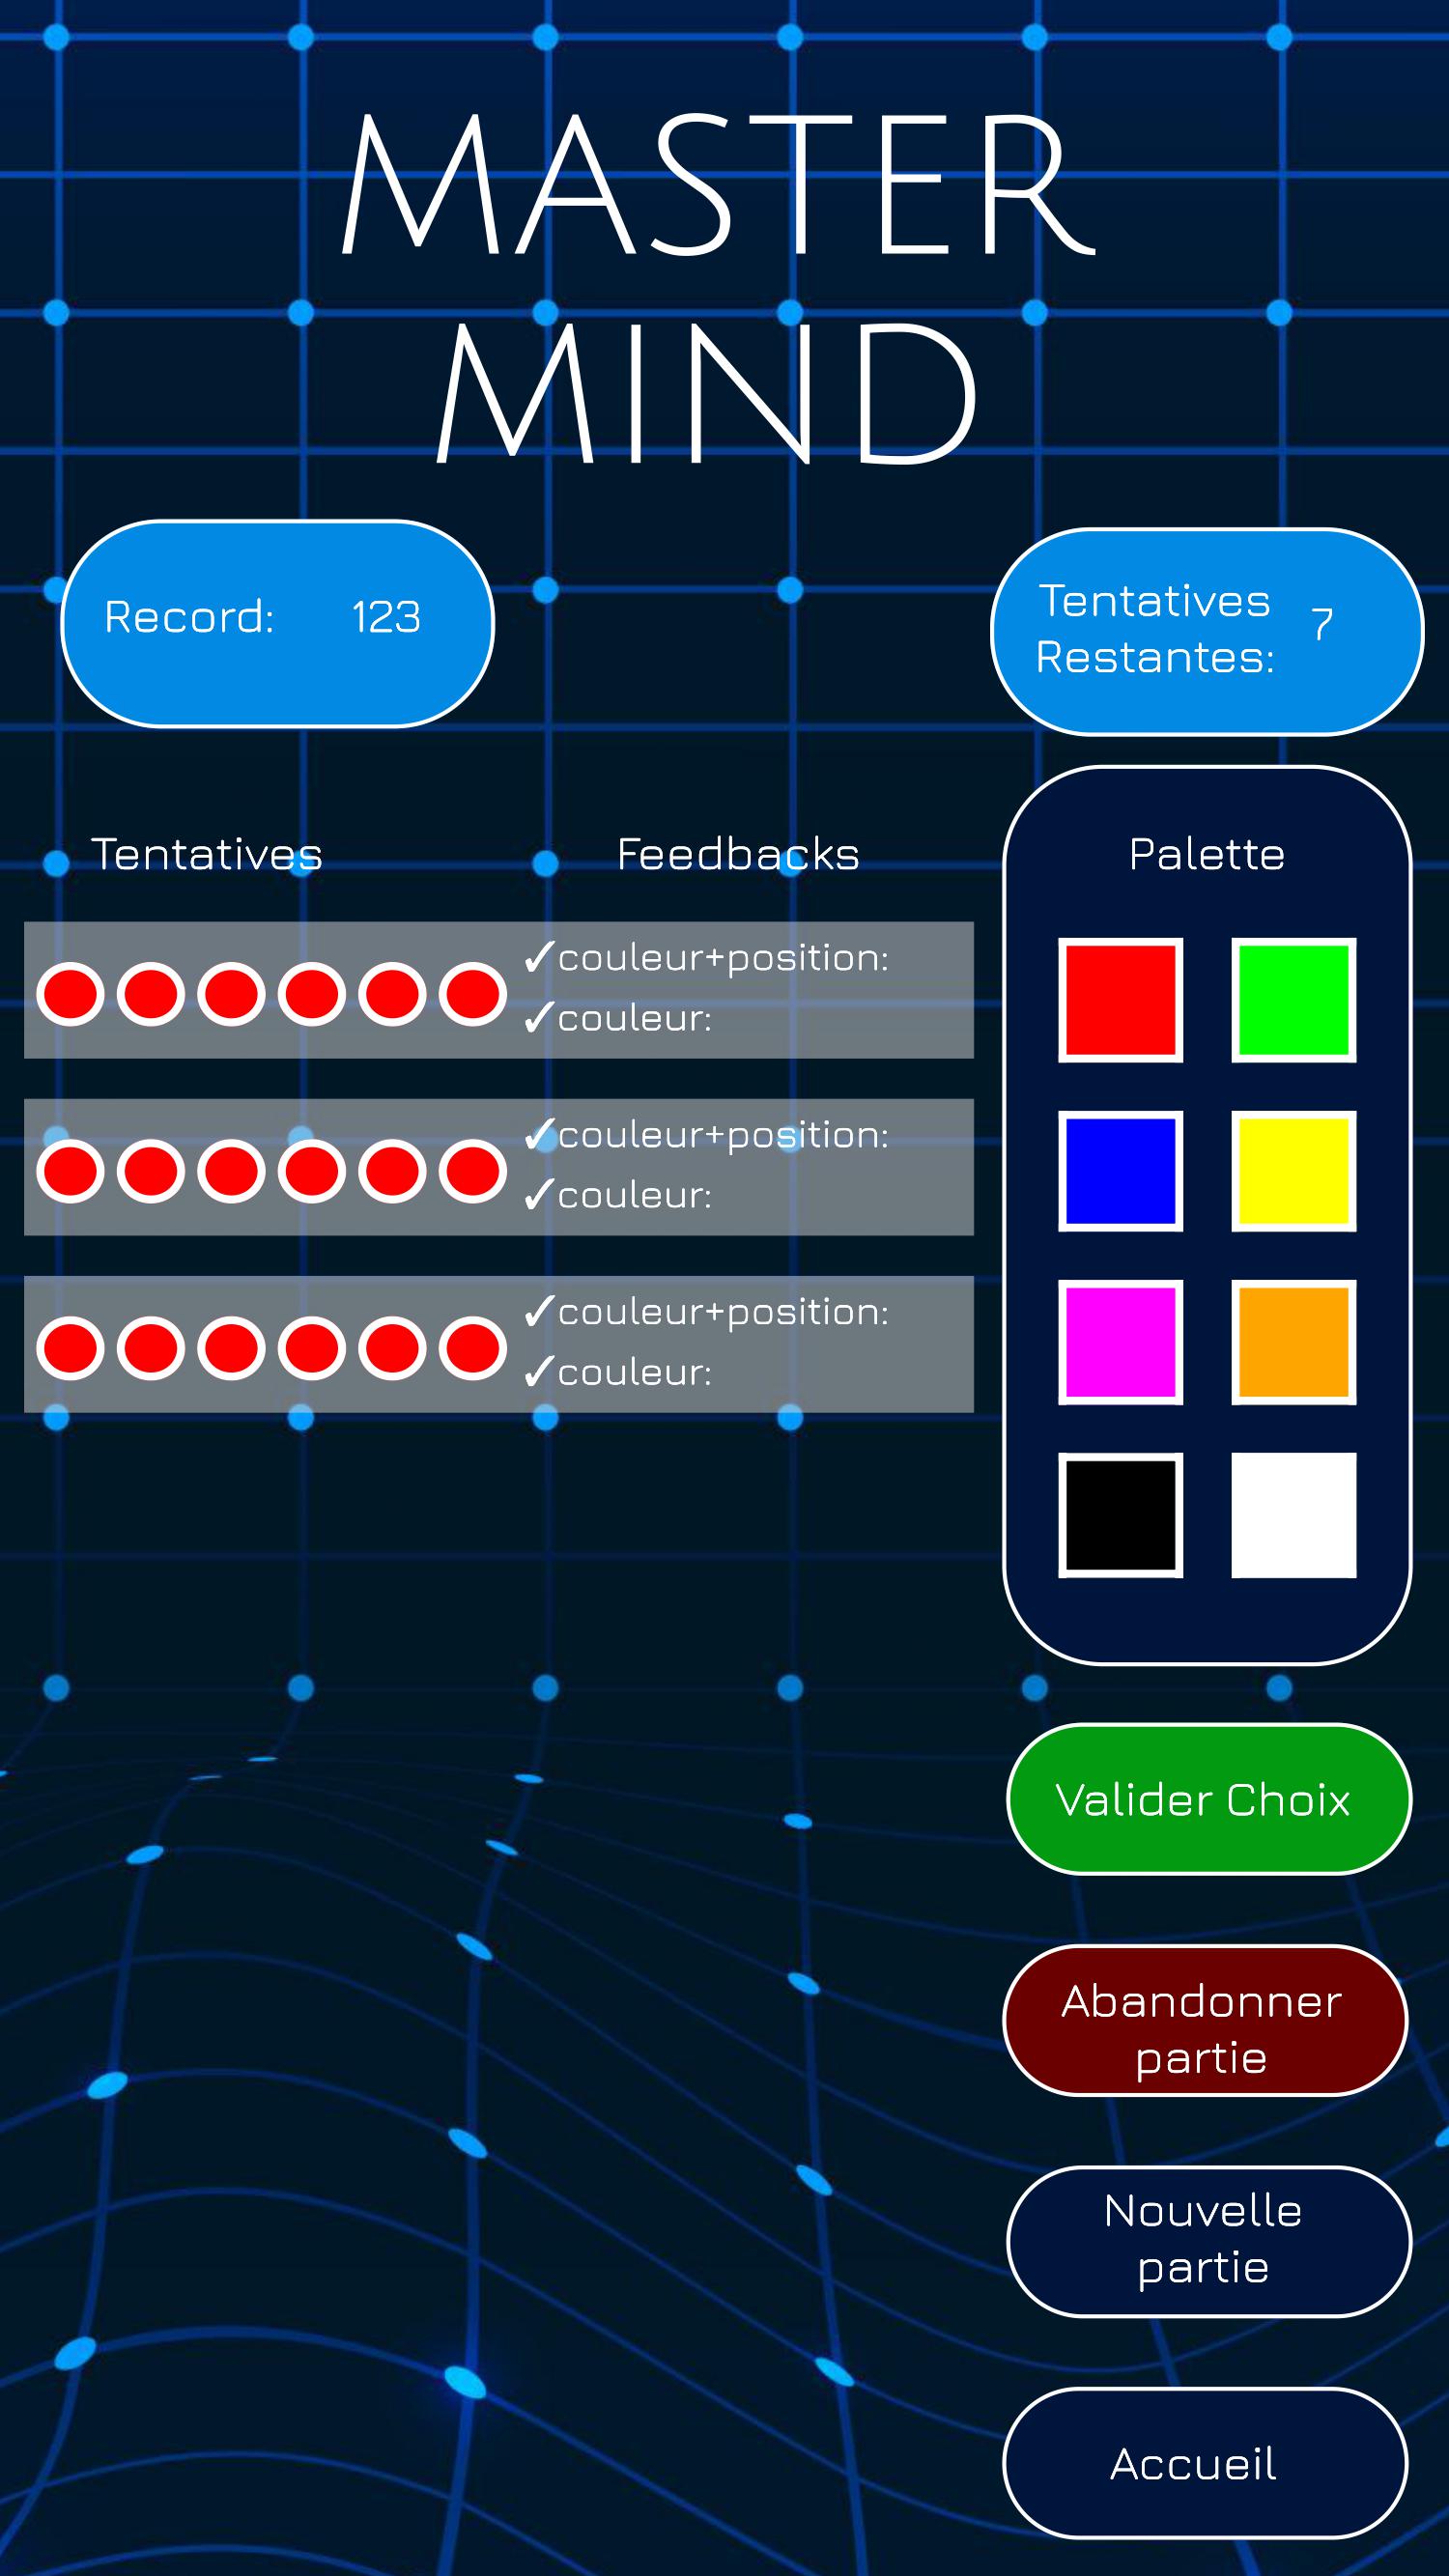 MASTER
MIND
Record: 123
Tentatives
Restantes: 7
Tentatives
Feedbacks
Palette
✓couleur+position:
✓couleur:
✓couleur+position:
✓couleur:
✓couleur+position:
✓couleur:
Valider Choix
Abandonner
partie
Nouvelle
partie
Accueil